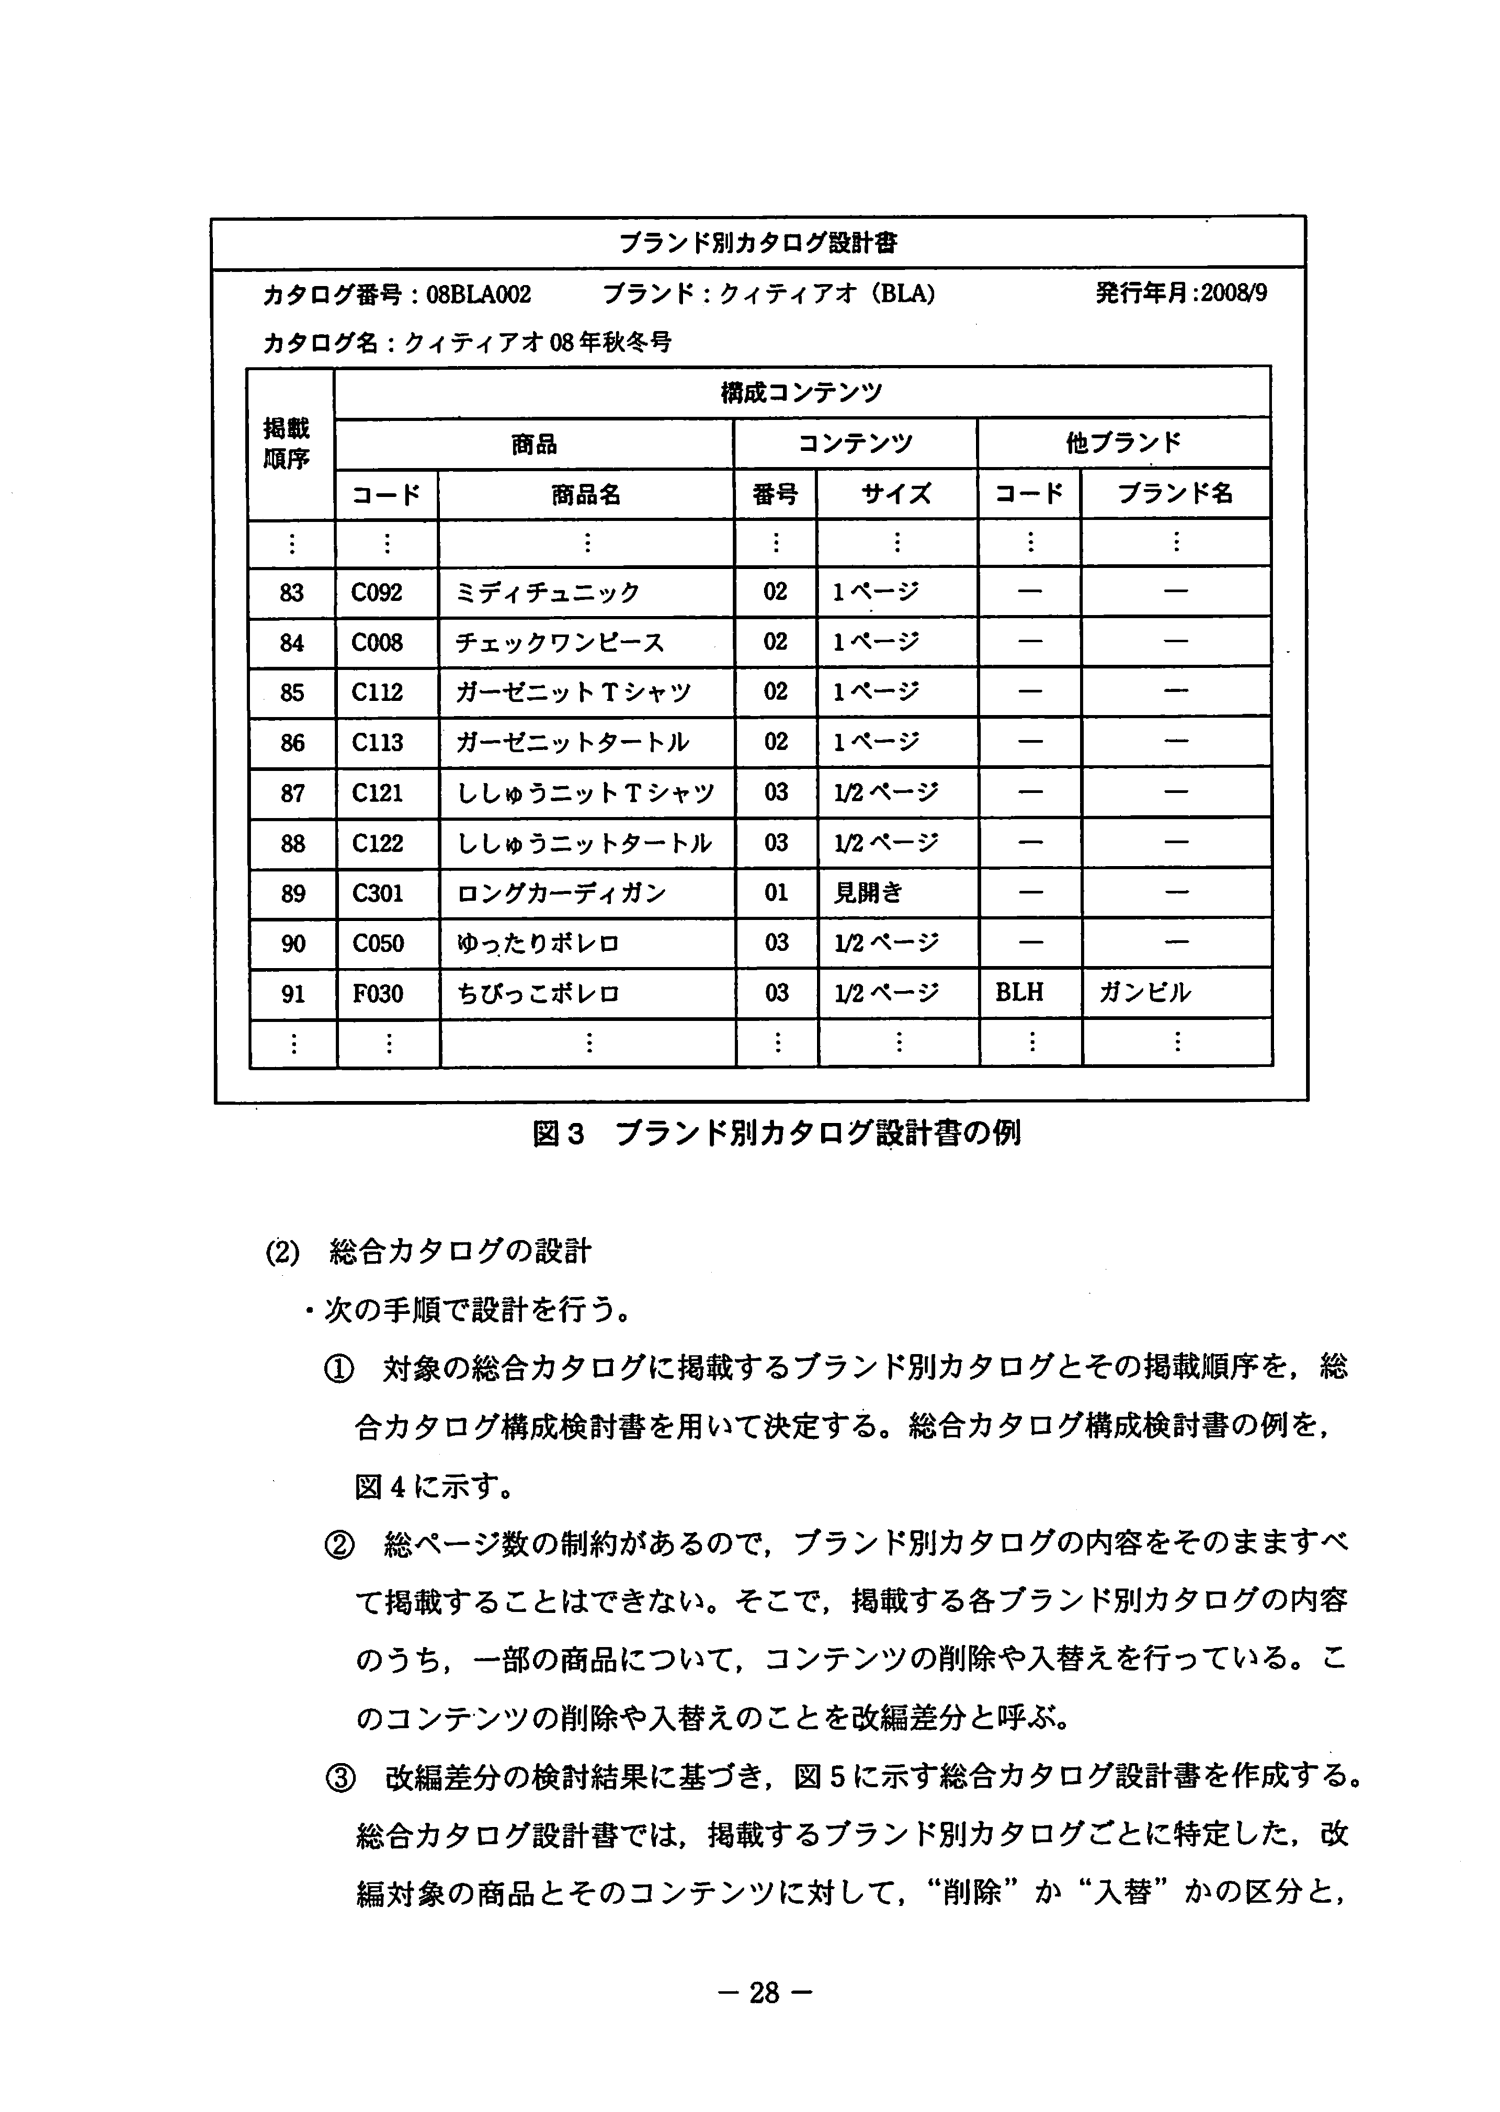 ブランド別カタログ設計書
カタログ番号：08BLA002　ブランド：クィティアオ（BLA）　発行年月：2008/9
カタログ名：クィティアオ 08 年秋冬号
掲載順序　構成コンテンツ
商品　コンテンツ　他ブランド
コード　商品名　番号　サイズ　コード　ブランド名
⋮　⋮　⋮　⋮　⋮　⋮　⋮
83　C092　ミディチュニック　02　1 ページ　―　―
84　C008　チェックワンピース　02　1 ページ　―　―
85　C112　ガーゼニット T シャツ　02　1 ページ　―　―
86　C113　ガーゼニットタートル　02　1 ページ　―　―
87　C121　ししゅうニット T シャツ　03　1/2 ページ　―　―
88　C122　ししゅうニットタートル　03　1/2 ページ　―　―
89　C301　ロングカーディガン　01　見開き　―　―
90　C050　ゆったりボレロ　03　1/2 ページ　―　―
91　F030　ちびっこボレロ　03　1/2 ページ　BLH　ガンビル
⋮　⋮　⋮　⋮　⋮　⋮　⋮
図３　ブランド別カタログ設計書の例
(2)　総合カタログの設計
・次の手順で設計を行う。
①　対象の総合カタログに掲載するブランド別カタログとその掲載順序を，総
合カタログ構成検討書を用いて決定する。総合カタログ構成検討書の例を，
図 4 に示す。
②　総ページ数の制約があるので，ブランド別カタログの内容をそのまますべ
て掲載することはできない。そこで，掲載する各ブランド別カタログの内容
のうち，一部の商品について，コンテンツの削除や入替えを行っている。こ
のコンテンツの削除や入替えのことを改編差分と呼ぶ。
③　改編差分の検討結果に基づき，図 5 に示す総合カタログ設計書を作成する。
総合カタログ設計書では，掲載するブランド別カタログごとに特定した，改
編対象の商品とそのコンテンツに対して，“削除” か “入替” かの区分と，
― 28 ―